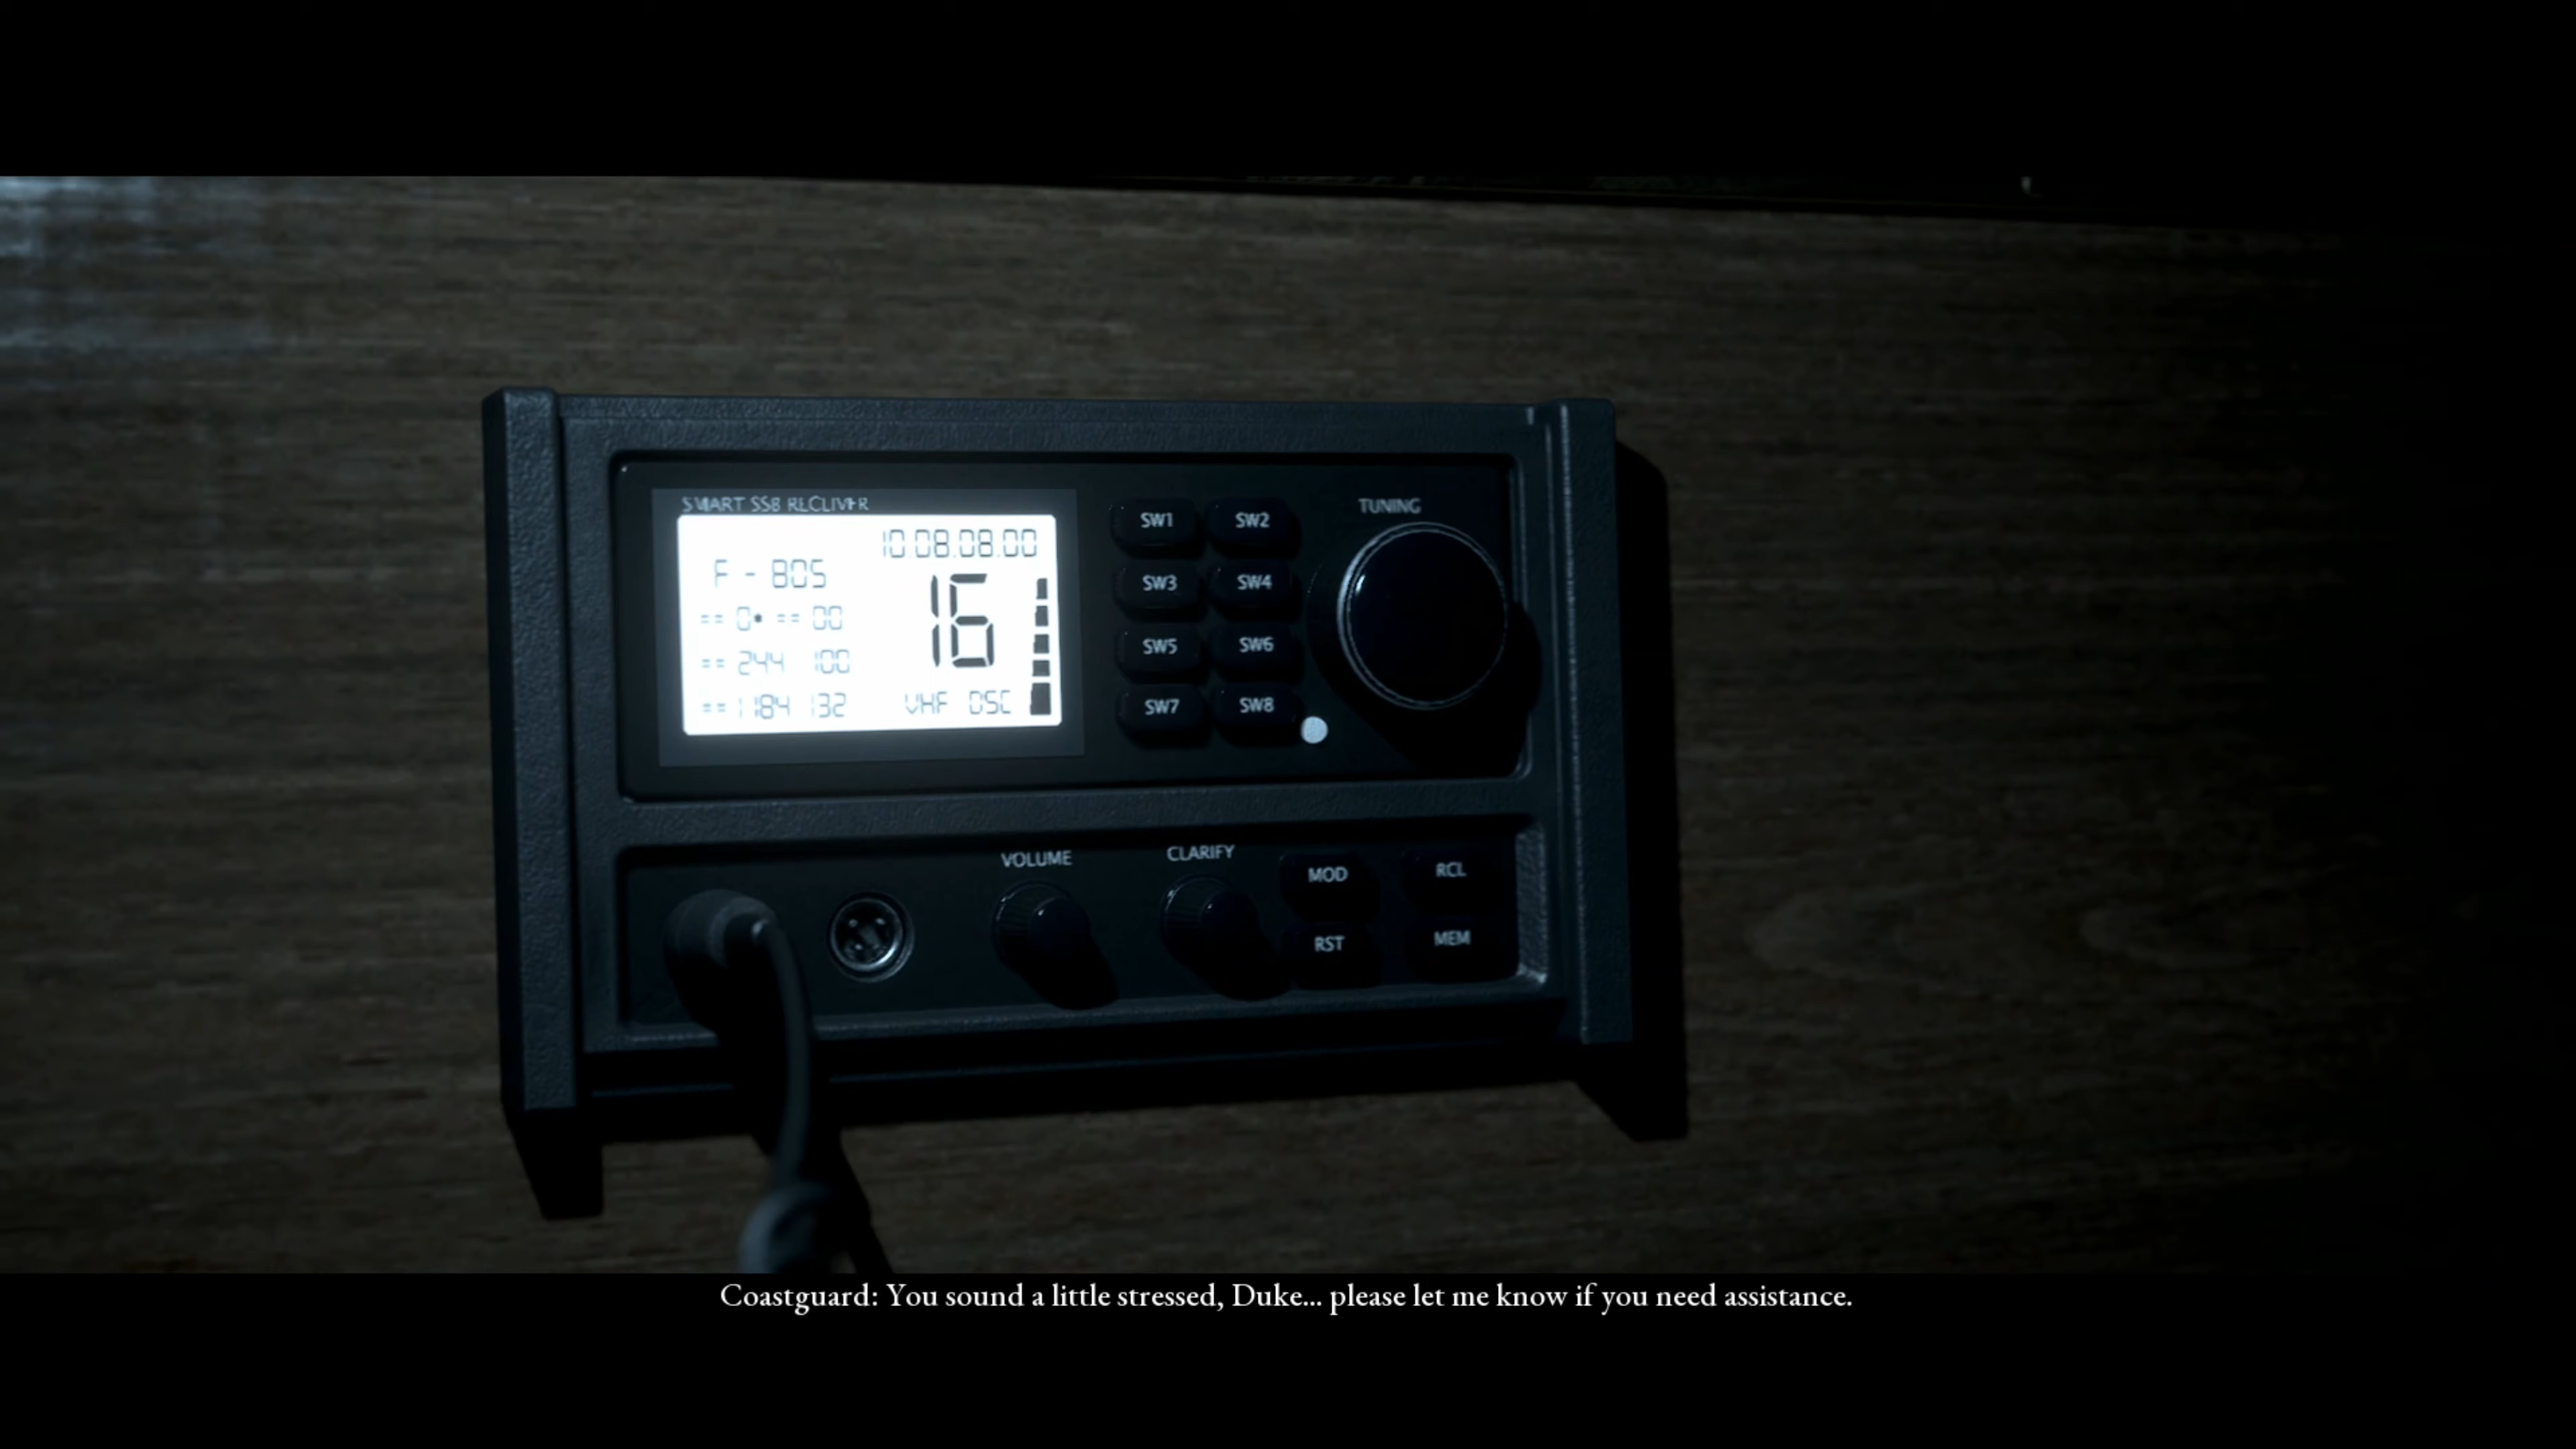 SMART SSB RECLIVER
10 08.08.00
F - 805
16
== 0* == 00
== 244 100
== 1184 132
VHF DSC
SW1 SW2
SW3 SW4
SW5 SW6
SW7 SW8
TUNING
VOLUME
CLARIFY
MOD RCL
RST MEM
Coastguard: You sound a little stressed, Duke... please let me know if you need assistance.